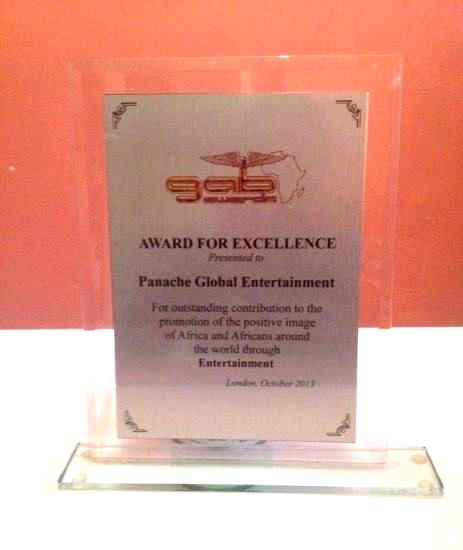 gab
awards
AWARD FOR EXCELLENCE
Presented to
Panache Global Entertainment
For outstanding contribution to the
promotion of the positive image
of Africa and Africans around
the world through
Entertainment
London, October 2013